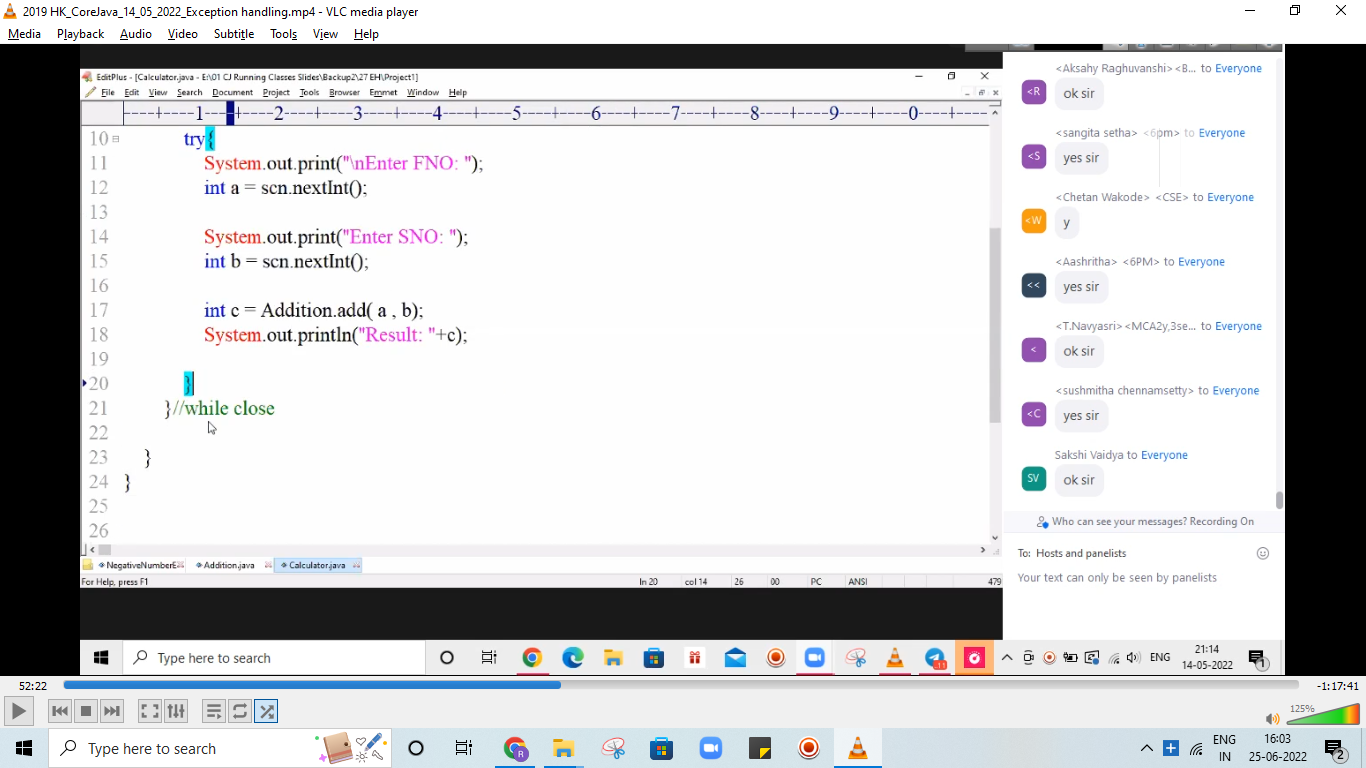 2019 HK_CoreJava_14_05_2022_Exception handling.mp4 - VLC media player
Media Playback Audio Video Subtitle Tools View Help
EditPlus - [Calculator.java - E:\01 CJ Running Classes Slides\Backup2\27 EH\Project1]
File Edit View Search Document Project Tools Browser Emmet Window Help
----+----1----+----2----+----3----+----4----+----5----+----6----+----7----+----8----+----9----+----0----+----
10 try{
11 System.out.print("\nEnter FNO: ");
12 int a = scn.nextInt();
13
14 System.out.print("Enter SNO: ");
15 int b = scn.nextInt();
16
17 int c = Addition.add( a , b);
18 System.out.println("Result: "+c);
19
20 }
21 }//while close
22
23 }
24 }
25
26
NegativeNumberE Addition.java Calculator.java
For Help, press F1 ln 20 col 14 26 00 PC ANSI 479
<Aksahy Raghuvanshi> <B... to Everyone
<R ok sir
<sangita setha> <6pm> to Everyone
<S yes sir
<Chetan Wakode> <CSE> to Everyone
<W y
<Aashritha> <6PM> to Everyone
<< yes sir
<T.Navyasri> <MCA2y,3se... to Everyone
< ok sir
<sushmitha chennamsetty> to Everyone
<C yes sir
Sakshi Vaidya to Everyone
SV ok sir
Who can see your messages? Recording On
To: Hosts and panelists
Your text can only be seen by panelists
Type here to search 11 ENG 21:14
14-05-2022 1
52:22 -1:17:41
125%
Type here to search R ENG 16:03
IN 25-06-2022 2